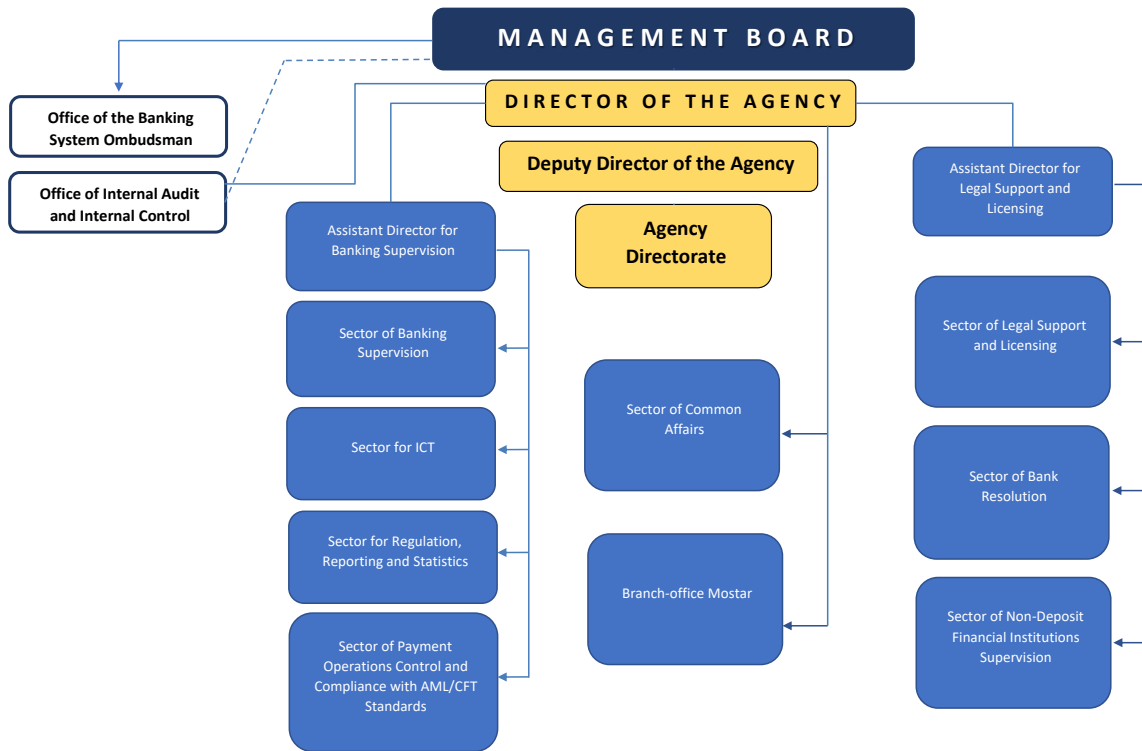 MANAGEMENT BOARD
DIRECTOR OF THE AGENCY
Office of the Banking
System Ombudsman
Deputy Director of the Agency
Assistant Director for
Legal Support and
Licensing
Office of Internal Audit
and Internal Control
Agency
Directorate
Assistant Director for
Banking Supervision
Sector of Banking
Supervision
Sector of Legal Support
and Licensing
Sector of Common
Affairs
Sector for ICT
Sector of Bank
Resolution
Sector for Regulation,
Reporting and Statistics
Branch-office Mostar
Sector of Non-Deposit
Financial Institutions
Supervision
Sector of Payment
Operations Control and
Compliance with AML/CFT
Standards